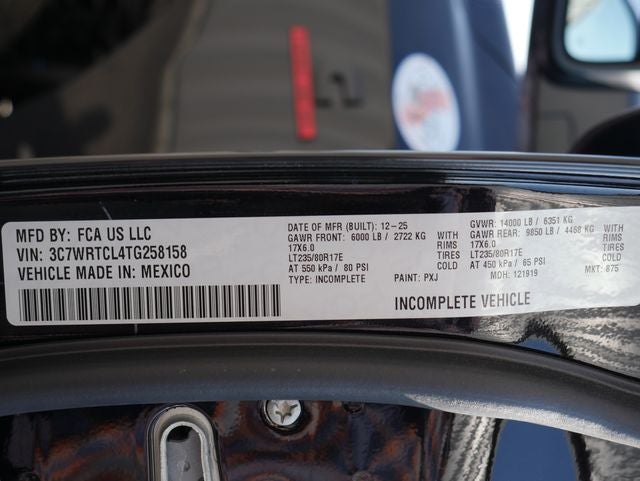 MFD BY: FCA US LLC
VIN: 3C7WRTCL4TG258158
VEHICLE MADE IN: MEXICO
DATE OF MFR (BUILT): 12-25
GAWR FRONT: 6000 LB / 2722 KG WITH
17X6.0 RIMS
LT235/80R17E TIRES
AT 550 kPa / 80 PSI COLD
TYPE: INCOMPLETE
GVWR: 14000 LB / 6351 KG
GAWR REAR: 9850 LB / 4468 KG WITH
17X6.0 RIMS
LT235/80R17E TIRES
AT 450 kPa / 65 PSI COLD
PAINT: PXJ MDH: 121919 MKT: 875
INCOMPLETE VEHICLE